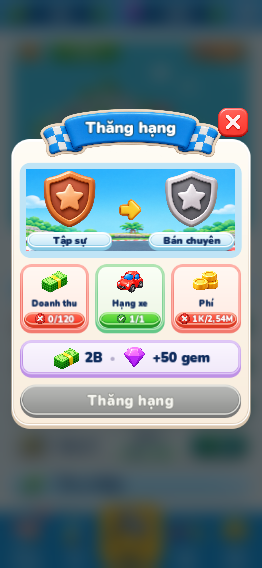 Thăng hạng
Tập sự
Bán chuyên
Doanh thu
Hạng xe
Phí
0/120
1/1
1K/2,54M
2B • +50 gem
Thăng hạng